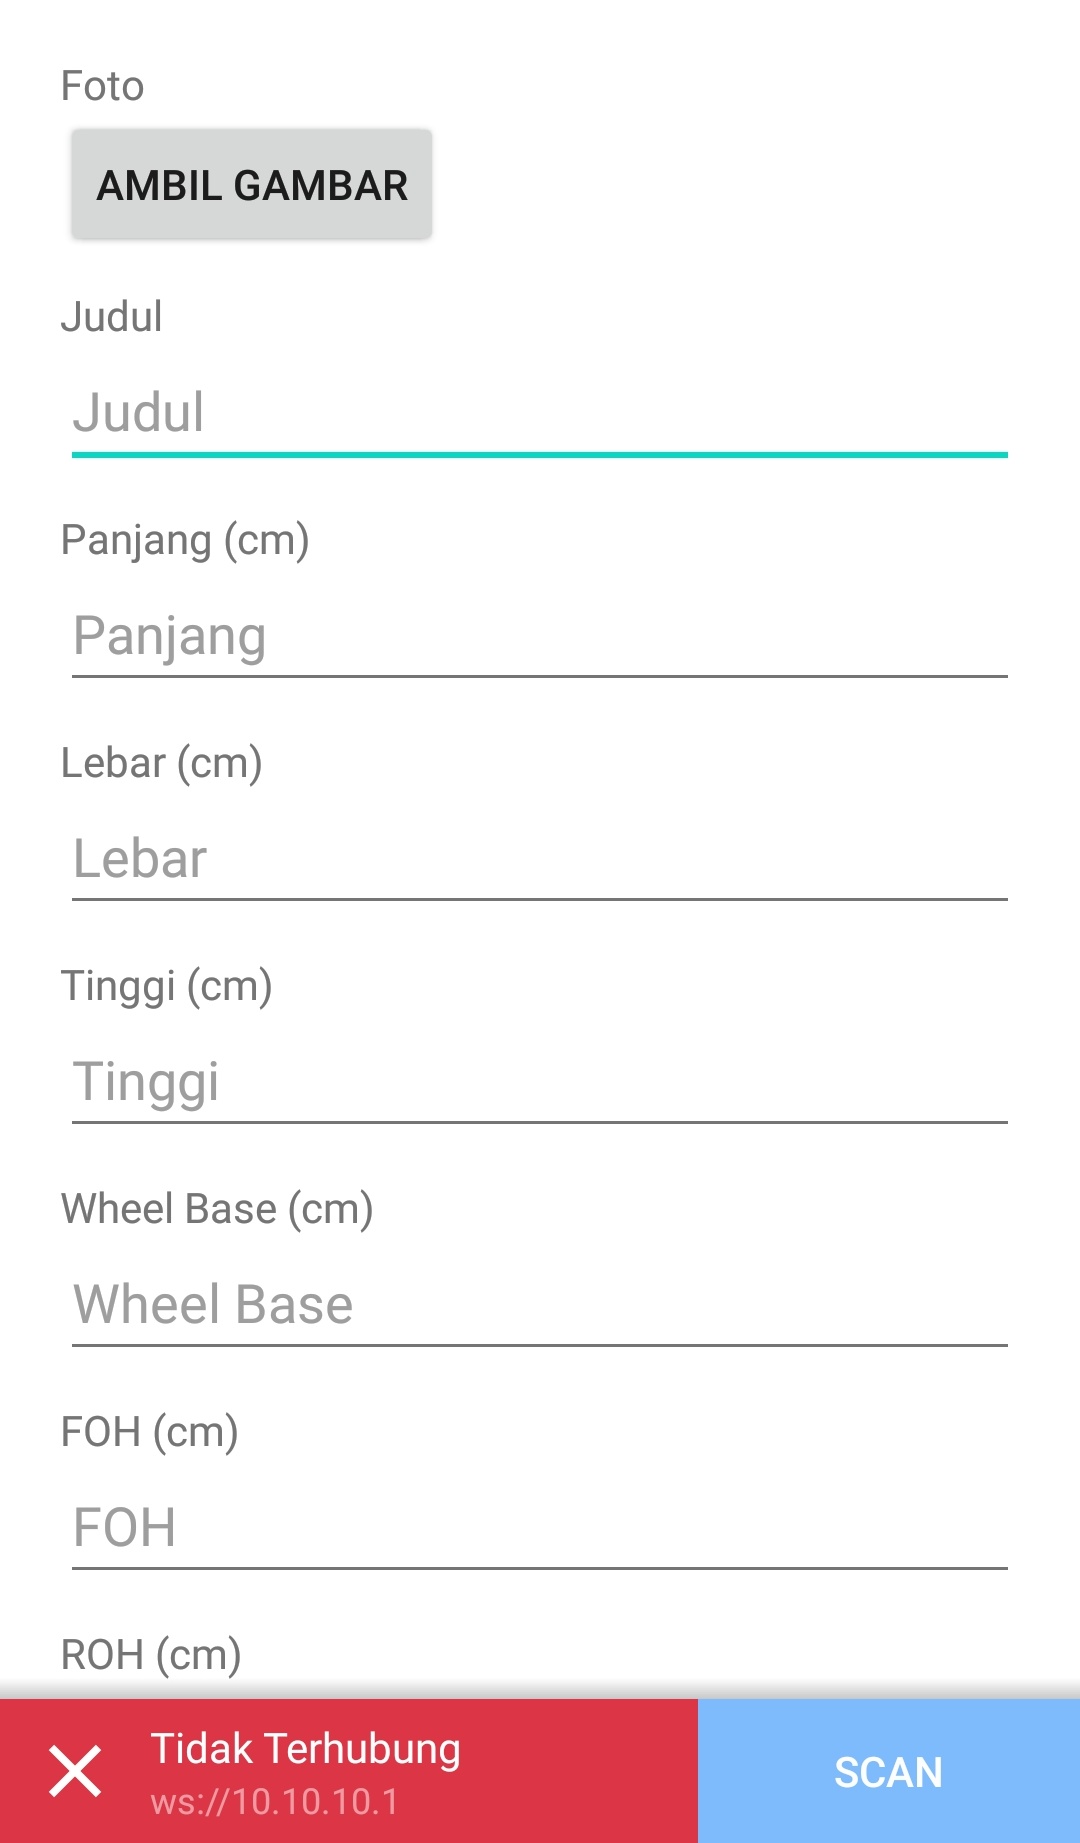 Foto
AMBIL GAMBAR
Judul
Judul
Panjang (cm)
Panjang
Lebar (cm)
Lebar
Tinggi (cm)
Tinggi
Wheel Base (cm)
Wheel Base
FOH (cm)
FOH
ROH (cm)
Tidak Terhubung
ws://10.10.10.1
SCAN